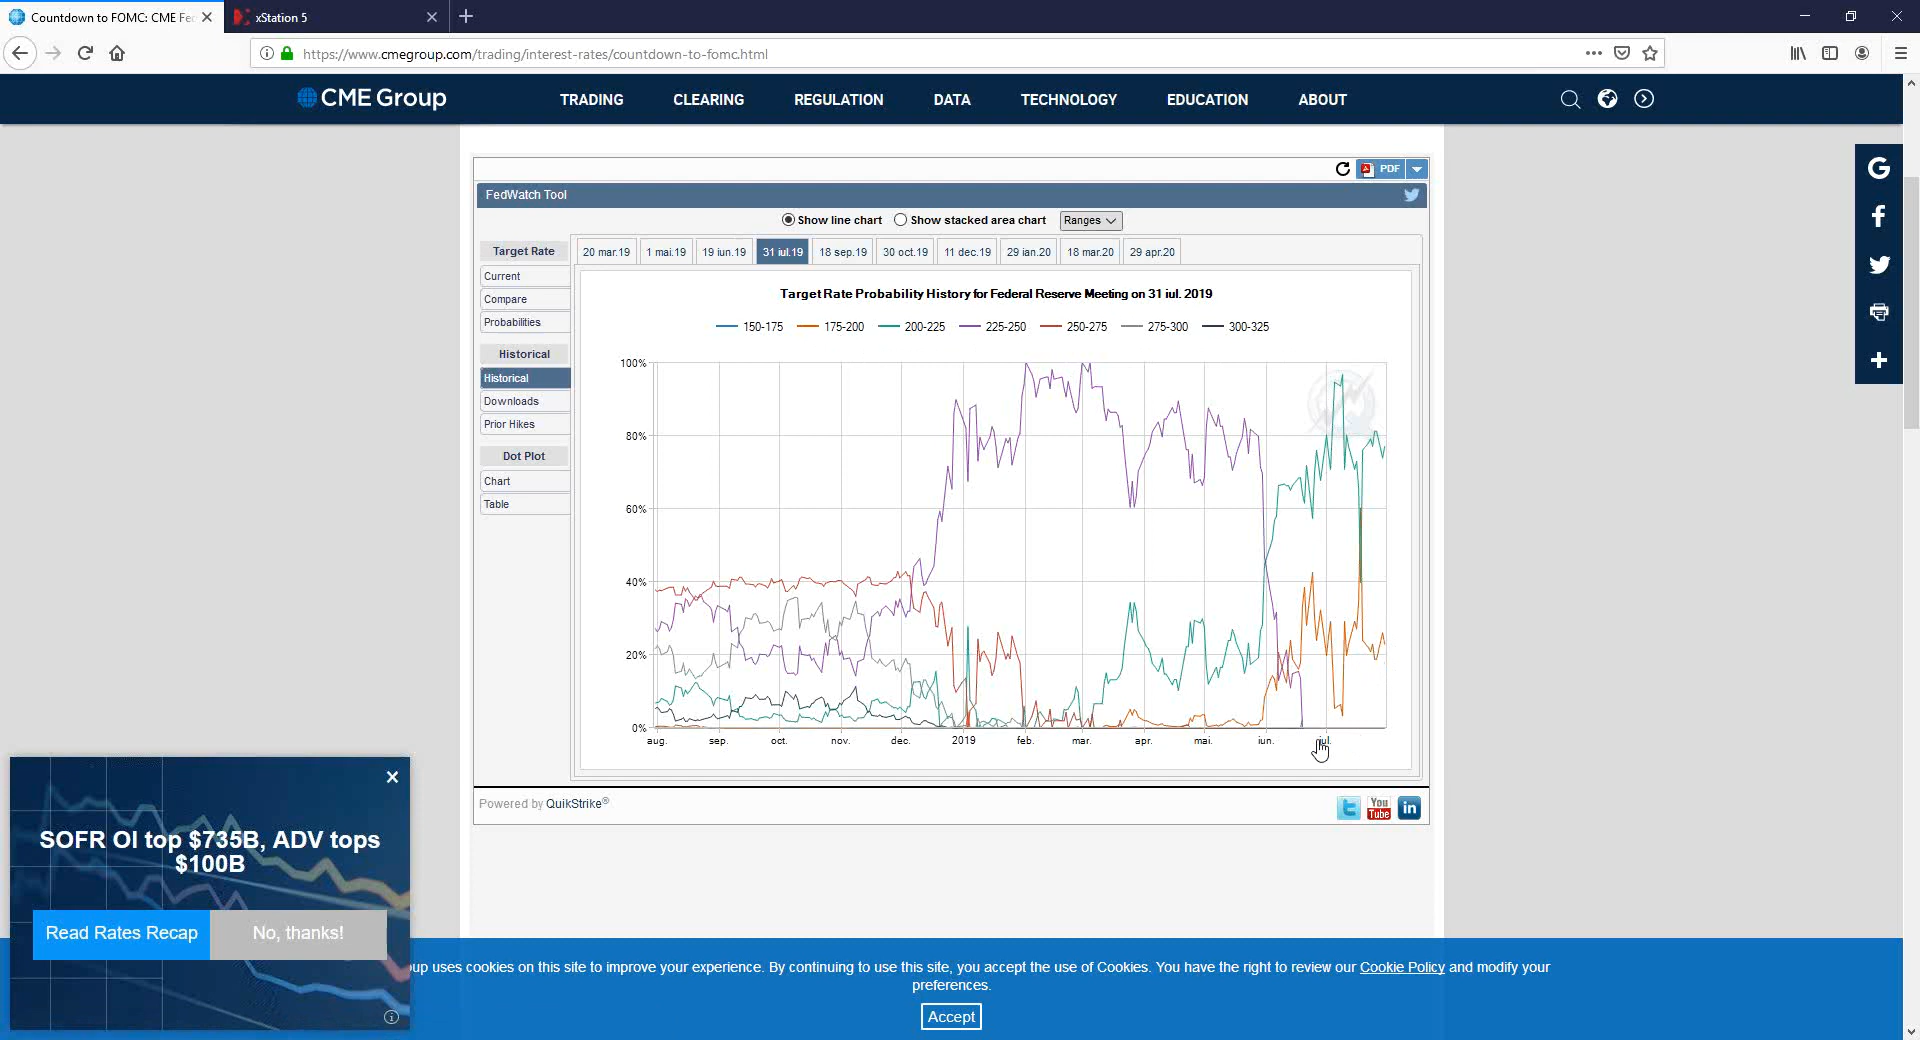 Countdown to FOMC: CME Fe
xStation 5
https://www.cmegroup.com/trading/interest-rates/countdown-to-fomc.html
CME Group
TRADING CLEARING REGULATION DATA TECHNOLOGY EDUCATION ABOUT
PDF
FedWatch Tool
Show line chart Show stacked area chart Ranges
Target Rate
Current
Compare
Probabilities
Historical
Historical
Downloads
Prior Hikes
Dot Plot
Chart
Table
20 mar.19 1 mai.19 19 iun.19 31 iul.19 18 sep.19 30 oct.19 11 dec.19 29 ian.20 18 mar.20 29 apr.20
Target Rate Probability History for Federal Reserve Meeting on 31 iul. 2019
150-175 175-200 200-225 225-250 250-275 275-300 300-325
100%
80%
60%
40%
20%
0%
aug. sep. oct. nov. dec. 2019 feb. mar. apr. mai. iun. iul.
Powered by QuikStrike®
You
Tube
in
SOFR OI top $735B, ADV tops
$100B
Read Rates Recap
No, thanks!
oup uses cookies on this site to improve your experience. By continuing to use this site, you accept the use of Cookies. You have the right to review our Cookie Policy and modify your
preferences.
Accept